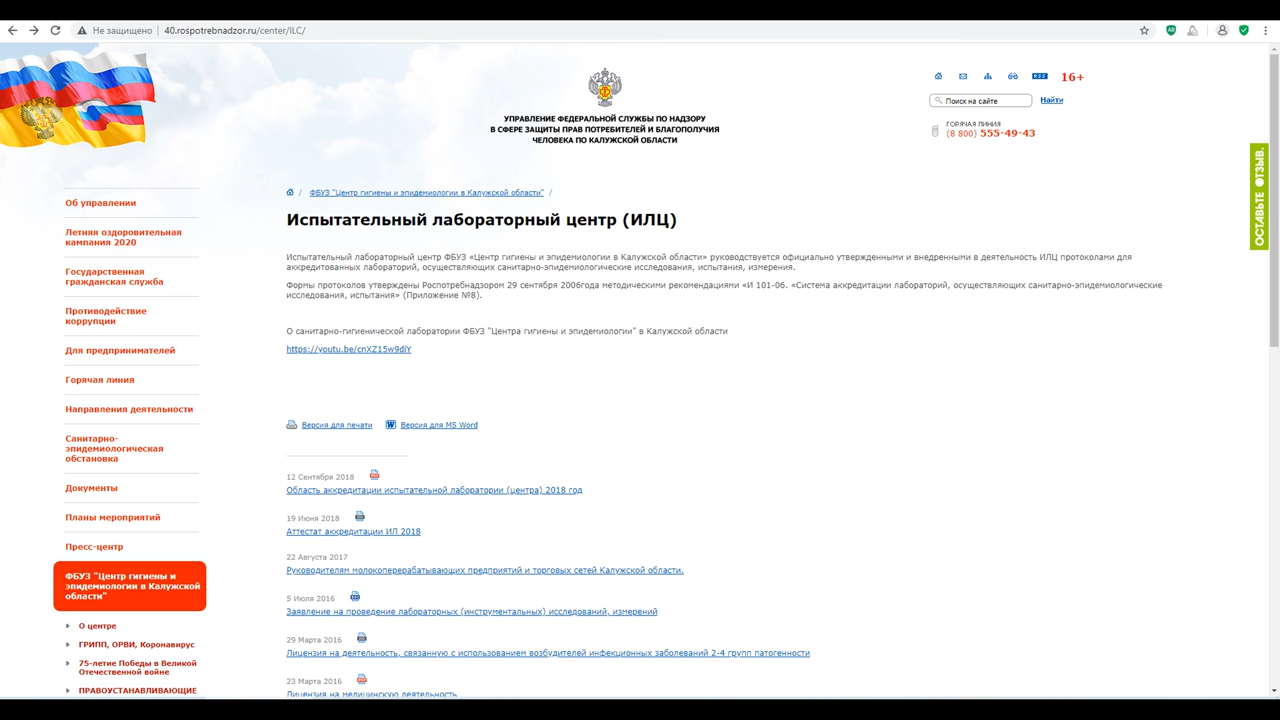 Не защищено
40.rospotrebnadzor.ru/center/ILC/
УПРАВЛЕНИЕ ФЕДЕРАЛЬНОЙ СЛУЖБЫ ПО НАДЗОРУ
В СФЕРЕ ЗАЩИТЫ ПРАВ ПОТРЕБИТЕЛЕЙ И БЛАГОПОЛУЧИЯ
ЧЕЛОВЕКА ПО КАЛУЖСКОЙ ОБЛАСТИ
RSS
16+
Поиск на сайте
Найти
ГОРЯЧАЯ ЛИНИЯ
(8 800) 555-49-43
ОСТАВЬТЕ ОТЗЫВ.
Об управлении
Летняя оздоровительная
кампания 2020
Государственная
гражданская служба
Противодействие
коррупции
Для предпринимателей
Горячая линия
Направления деятельности
Санитарно-
эпидемиологическая
обстановка
Документы
Планы мероприятий
Пресс-центр
ФБУЗ "Центр гигиены и
эпидемиологии в Калужской
области"
О центре
ГРИПП, ОРВИ, Коронавирус
75-летие Победы в Великой
Отечественной войне
ПРАВОУСТАНАВЛИВАЮЩИЕ
/ ФБУЗ "Центр гигиены и эпидемиологии в Калужской области" /
Испытательный лабораторный центр (ИЛЦ)
Испытательный лабораторный центр ФБУЗ «Центр гигиены и эпидемиологии в Калужской области» руководствуется официально утвержденными и внедренными в деятельность ИЛЦ протоколами для
аккредитованных лабораторий, осуществляющих санитарно-эпидемиологические исследования, испытания, измерения.
Формы протоколов утверждены Роспотребнадзором 29 сентября 2006года методическими рекомендациями «И 101-06. «Система аккредитации лабораторий, осуществляющих санитарно-эпидемиологические
исследования, испытания» (Приложение №8).
О санитарно-гигиенической лаборатории ФБУЗ "Центра гигиены и эпидемиологии" в Калужской области
https://youtu.be/cnXZ15w9diY
Версия для печати
Версия для MS Word
12 Сентября 2018
Область аккредитации испытательной лаборатории (центра) 2018 год
19 Июня 2018
Аттестат аккредитации ИЛ 2018
22 Августа 2017
Руководителям молокоперерабатывающих предприятий и торговых сетей Калужской области.
5 Июля 2016
Заявление на проведение лабораторных (инструментальных) исследований, измерений
29 Марта 2016
Лицензия на деятельность, связанную с использованием возбудителей инфекционных заболеваний 2-4 групп патогенности
23 Марта 2016
Лицензия на медицинскую деятельность